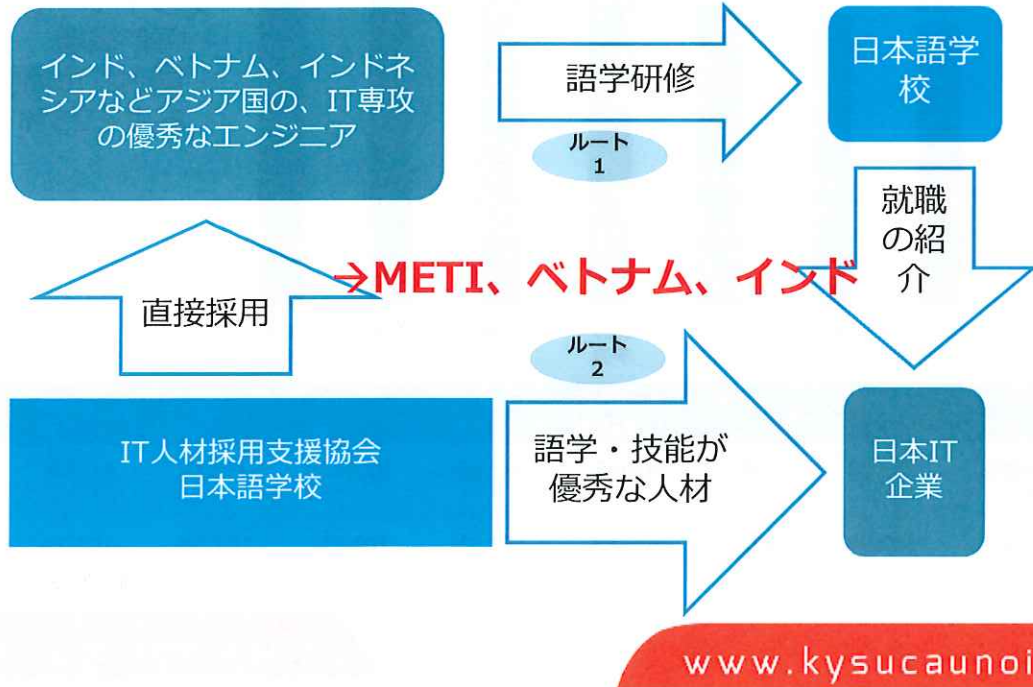 インド、ベトナム、インドネ
シアなどアジア国の、IT専攻
の優秀なエンジニア
語学研修
日本語学
校
ルート
1
就職
の紹
介
→METI、ベトナム、インド
直接採用
ルート
2
IT人材採用支援協会
日本語学校
語学・技能が
優秀な人材
日本IT
企業
www.kysucaunoi